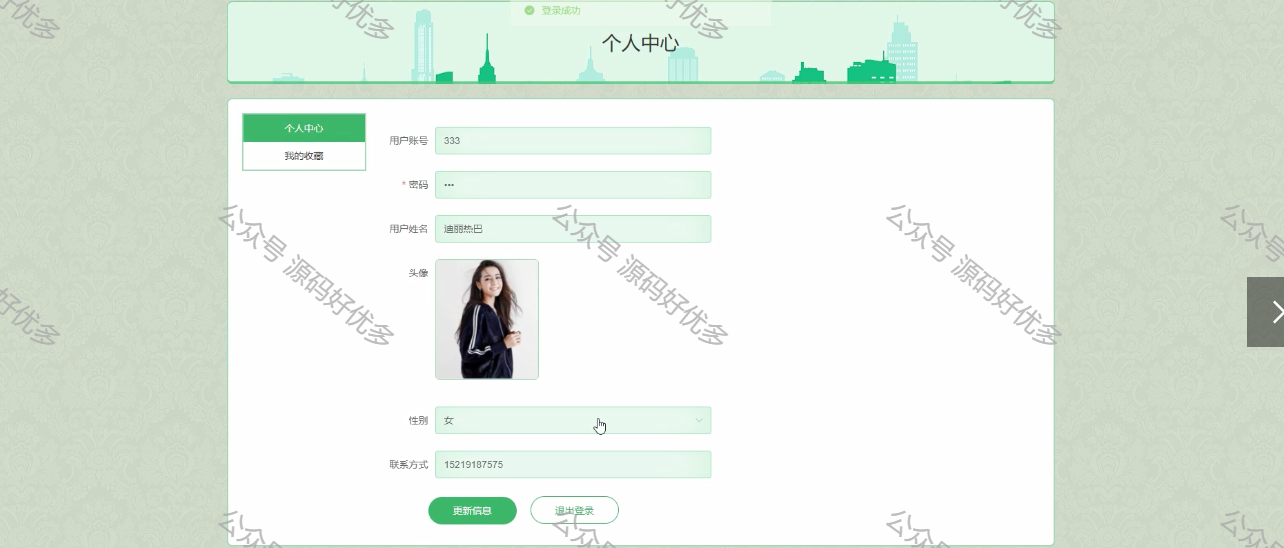 登录成功
个人中心
个人中心
我的收藏
用户账号 333
* 密码 •••
用户姓名 迪丽热巴
头像
性别 女
联系方式 15219187575
更新信息 退出登录
公众号 源码好优多
公众号 源码好优多
公众号 源码好优多